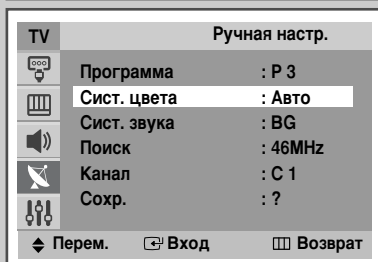 TV Ручная настр.
Программа : P 3
Сист. цвета : Авто
Сист. звука : BG
Поиск : 46MHz
Канал : C 1
Сохр. : ?
Перем. Вход Возврат